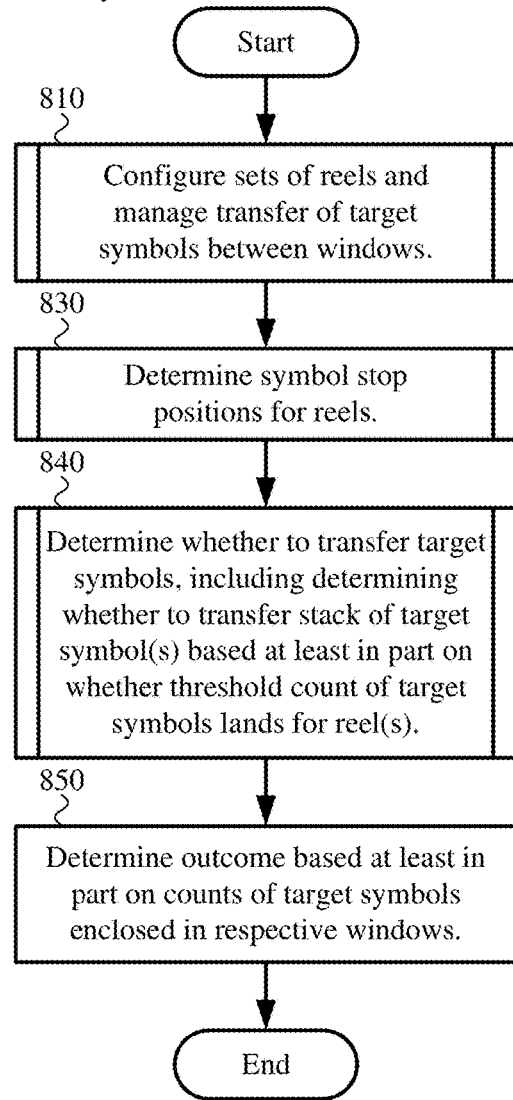 Start
810
Configure sets of reels and
manage transfer of target
symbols between windows.
830
Determine symbol stop
positions for reels.
840
Determine whether to transfer target
symbols, including determining
whether to transfer stack of target
symbol(s) based at least in part on
whether threshold count of target
symbols lands for reel(s).
850
Determine outcome based at least in
part on counts of target symbols
enclosed in respective windows.
End